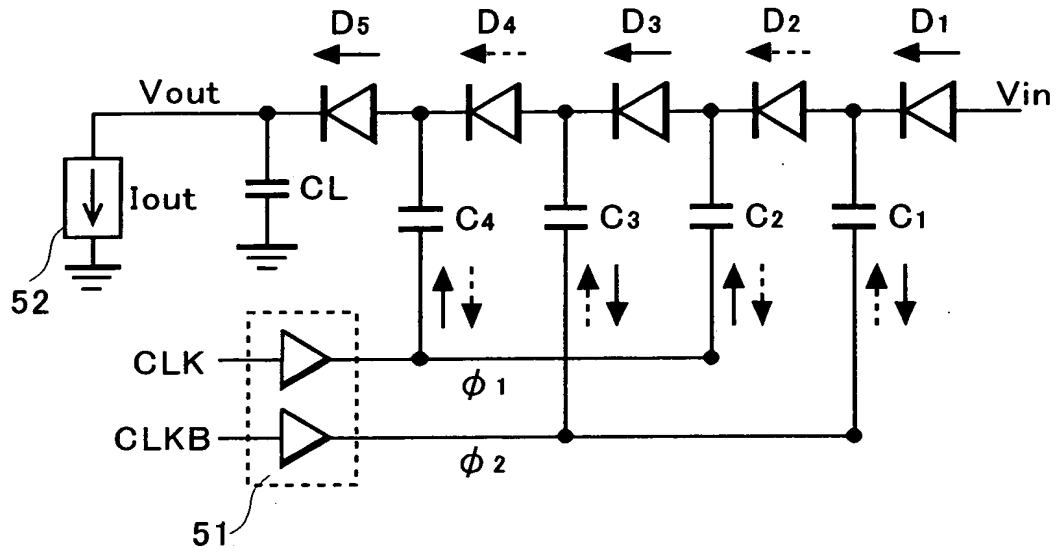 D5 D4 D3 D2 D1
Vout Vin
Iout CL C4 C3 C2 C1
52
CLK
ϕ1
CLKB
ϕ2
51